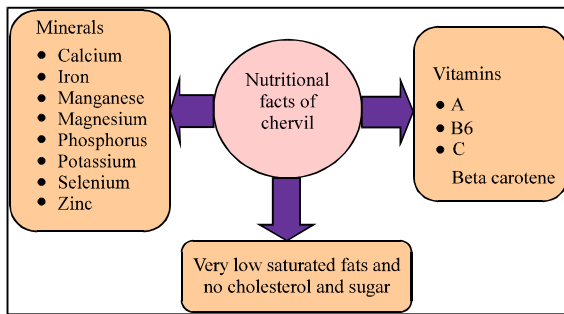 Minerals
• Calcium
• Iron
• Manganese
• Magnesium
• Phosphorus
• Potassium
• Selenium
• Zinc
Nutritional
facts of
chervil
Vitamins
• A
• B6
• C
Beta carotene
Very low saturated fats and
no cholesterol and sugar